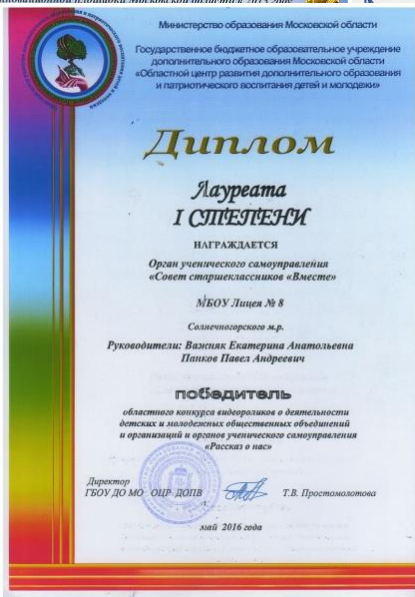 Министерство образования Московской области
Государственное бюджетное образовательное учреждение
дополнительного образования Московской области
«Областной центр развития дополнительного образования
и патриотического воспитания детей и молодежи»
Диплом
Лауреата
I СТЕПЕНИ
НАГРАЖДАЕТСЯ
Орган ученического самоуправления
«Совет старшеклассников «Вместе»
МБОУ Лицея № 8
Солнечногорского м.р.
Руководители: Важняк Екатерина Анатольевна
Панков Павел Андреевич
победитель
областного конкурса видеороликов о деятельности
детских и молодежных общественных объединений
и организаций и органов ученического самоуправления
«Рассказ о нас»
Директор
ГБОУ ДО МО ОЦР ДОПВ
Т.В. Простомолотова
май 2016 года